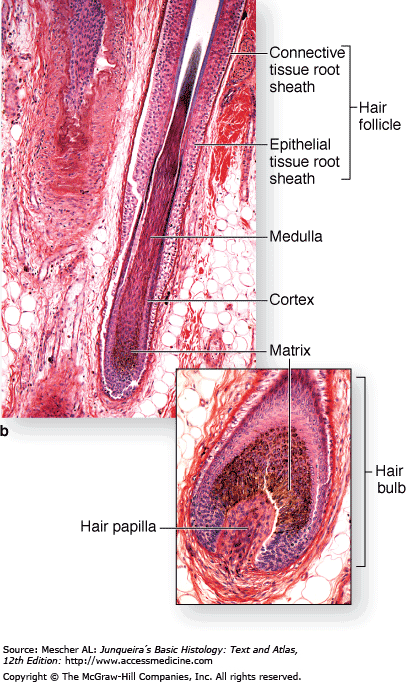 Connective
tissue root
sheath
Hair
follicle
Epithelial
tissue root
sheath
Medulla
Cortex
Matrix
b
Hair
bulb
Hair papilla
Source: Mescher AL: Junqueira´s Basic Histology: Text and Atlas,
12th Edition: http://www.accessmedicine.com
Copyright © The McGraw-Hill Companies, Inc. All rights reserved.